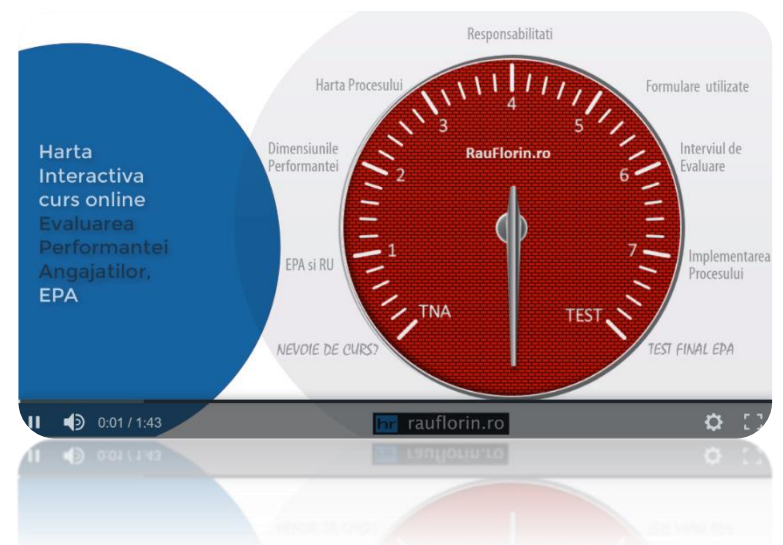 Harta
Interactiva
curs online
Evaluarea
Performantei
Angajatilor,
EPA
Responsabilitati
Harta Procesului
Formulare utilizate
Dimensiunile
Performantei
Interviul de
Evaluare
EPA si RU
Implementarea
Procesului
NEVOIE DE CURS?
TEST FINAL EPA
RauFlorin.ro
TNA
1
2
3
4
5
6
7
TEST
0:01 / 1:43
hr rauflorin.ro